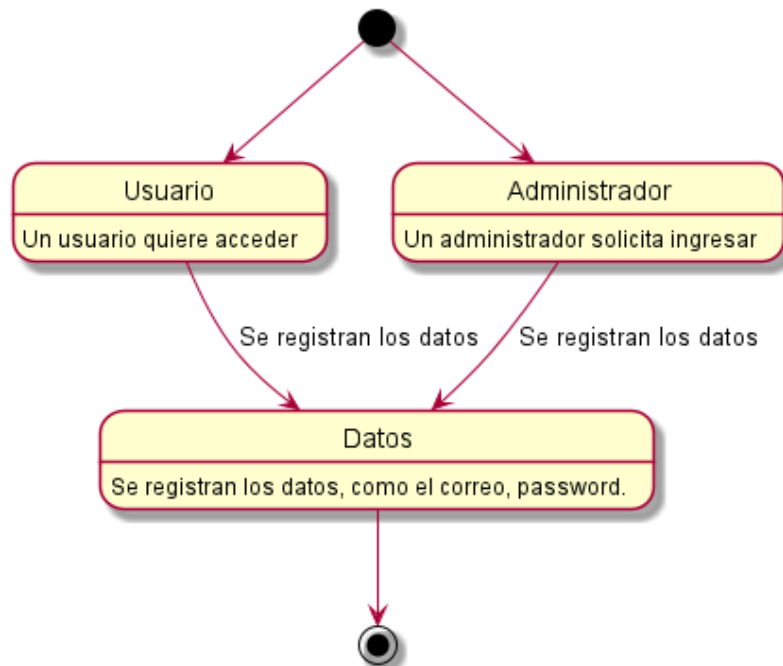 Usuario
Un usuario quiere acceder
Administrador
Un administrador solicita ingresar
Se registran los datos
Se registran los datos
Datos
Se registran los datos, como el correo, password.